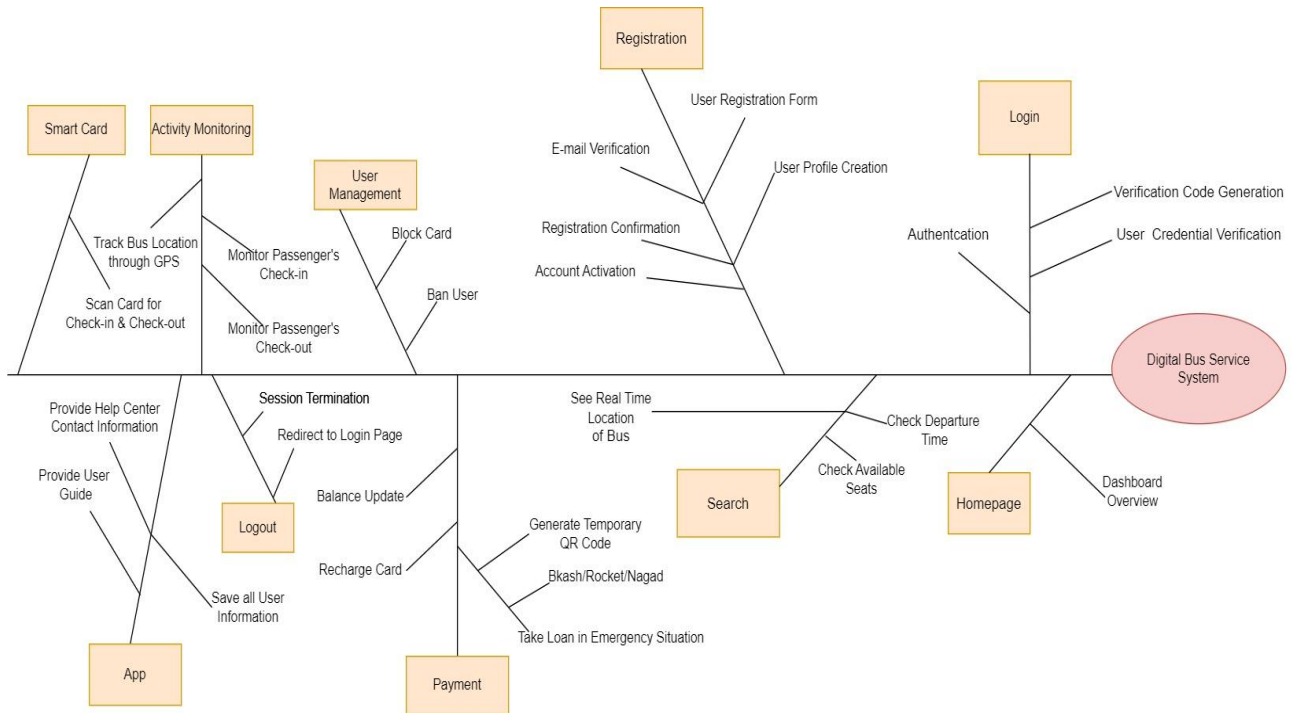 Registration
User Registration Form
E-mail Verification
User Profile Creation
Registration Confirmation
Account Activation
Login
Verification Code Generation
User Credential Verification
Authentcation
Smart Card
Scan Card for
Check-in & Check-out
Activity Monitoring
Track Bus Location
through GPS
Monitor Passenger's
Check-in
Monitor Passenger's
Check-out
User
Management
Block Card
Ban User
Digital Bus Service
System
Provide Help Center
Contact Information
Provide User
Guide
Save all User
Information
App
Session Termination
Redirect to Login Page
Logout
Balance Update
Recharge Card
Generate Temporary
QR Code
Bkash/Rocket/Nagad
Take Loan in Emergency Situation
Payment
See Real Time
Location
of Bus
Check Departure
Time
Check Available
Seats
Search
Homepage
Dashboard
Overview